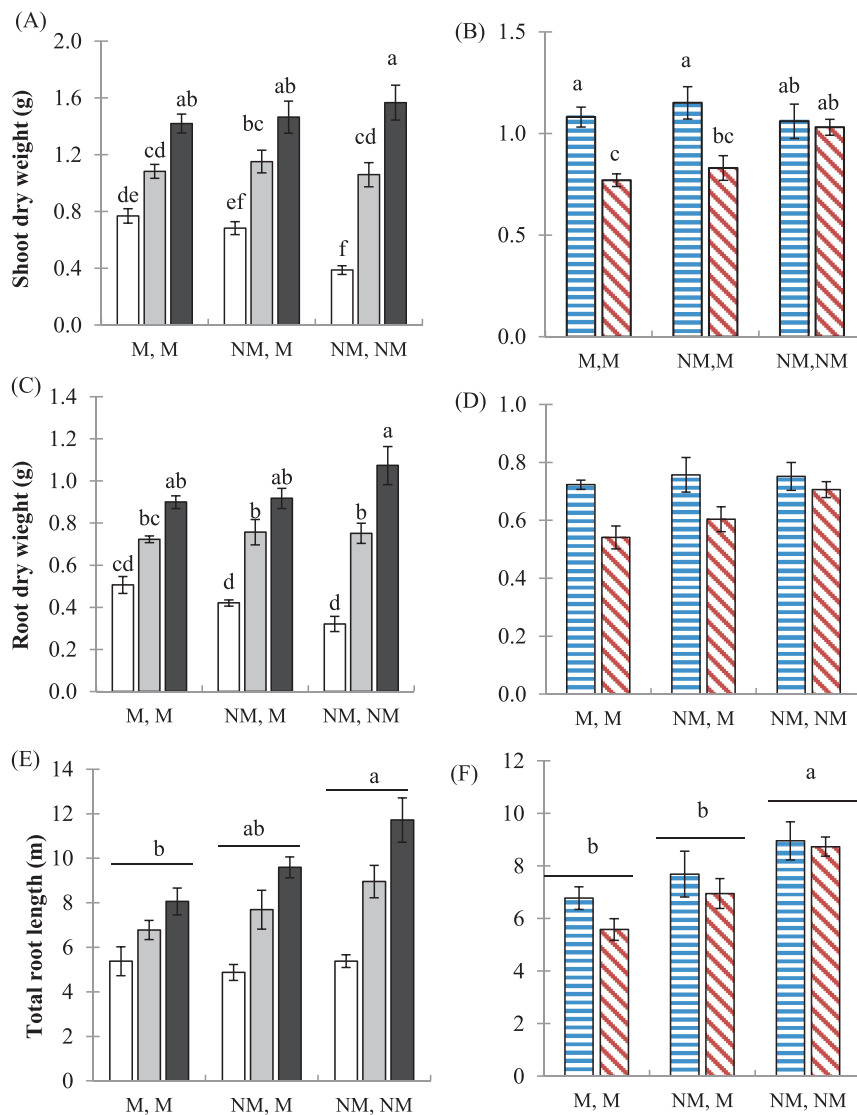 (A)
Shoot dry weight (g)
2.0
1.6
1.2
0.8
0.4
0.0
de
cd
ab
ef
bc
ab
f
cd
a
M, M
NM, M
NM, NM
(B)
1.5
1.0
0.5
0.0
a
c
a
bc
ab
ab
M,M
NM,M
NM,NM
(C)
Root dry wieght (g)
1.4
1.2
1.0
0.8
0.6
0.4
0.2
0.0
cd
bc
ab
d
b
ab
d
b
a
M, M
NM, M
NM, NM
(D)
1.0
0.8
0.6
0.4
0.2
0.0
M, M
NM, M
NM, NM
(E)
Total root length (m)
14
12
10
8
6
4
2
0
b
ab
a
M, M
NM, M
NM, NM
(F)
12
10
8
6
4
2
0
b
b
a
M, M
NM, M
NM, NM